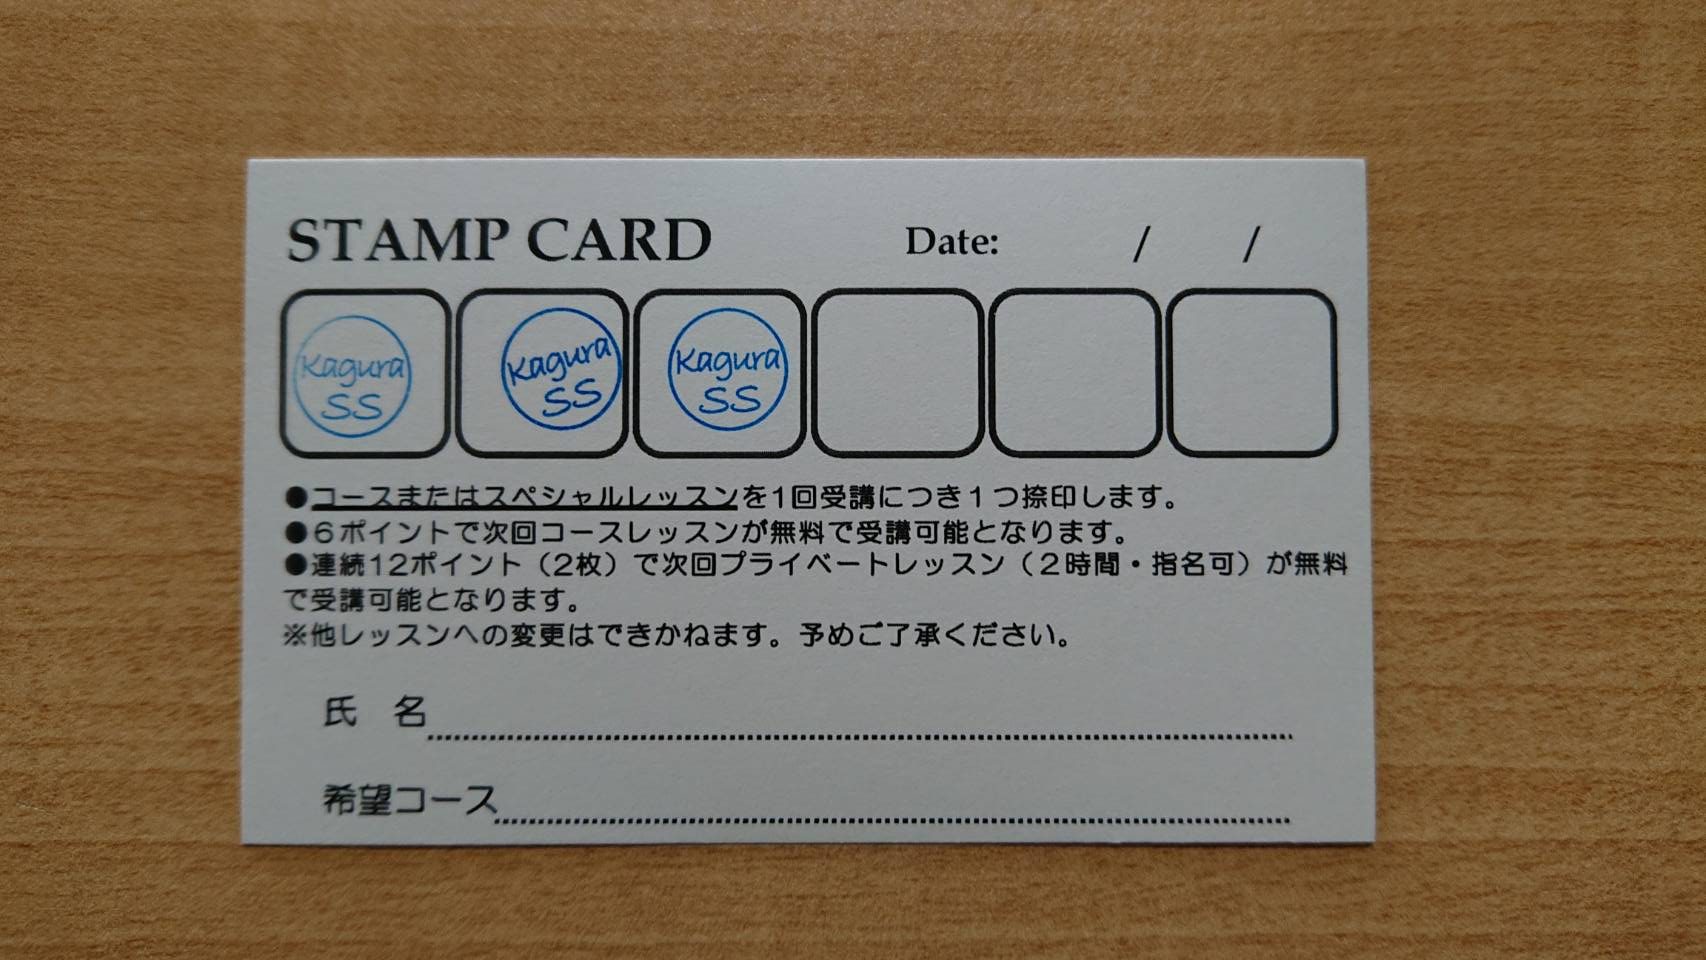 STAMP CARD Date: / /
Kagura
SS
Kagura
SS
Kagura
SS
●コースまたはスペシャルレッスンを1回受講につき1つ捺印します。
●6ポイントで次回コースレッスンが無料で受講可能となります。
●連続12ポイント（2枚）で次回プライベートレッスン（2時間・指名可）が無料
で受講可能となります。
※他レッスンへの変更はできかねます。予めご了承ください。
氏 名
希望コース